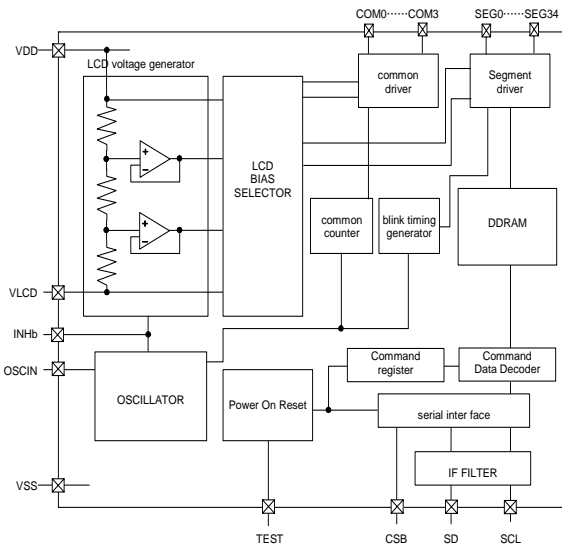 COM0······COM3
SEG0······SEG34
VDD
LCD voltage generator
common
driver
Segment
driver
+
−
LCD
BIAS
SELECTOR
+
−
common
counter
blink timing
generator
DDRAM
VLCD
INHb
OSCIN
OSCILLATOR
Command
register
Command
Data Decoder
Power On Reset
serial inter face
IF FILTER
VSS
TEST
CSB
SD
SCL